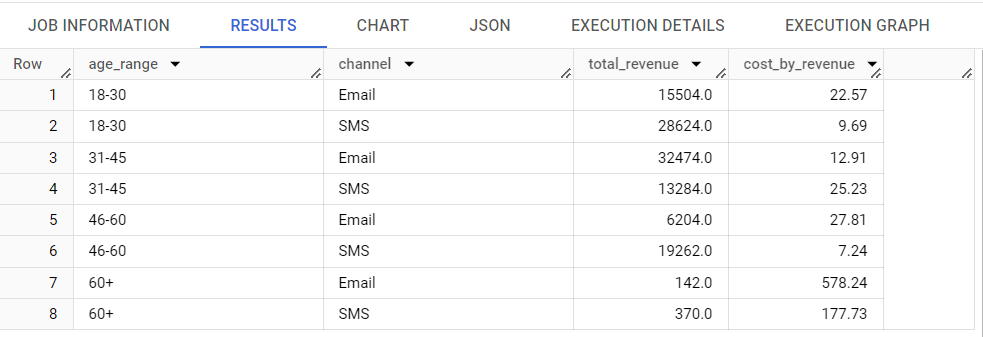 JOB INFORMATION RESULTS CHART JSON EXECUTION DETAILS EXECUTION GRAPH
Row age_range channel total_revenue cost_by_revenue
1 18-30 Email 15504.0 22.57
2 18-30 SMS 28624.0 9.69
3 31-45 Email 32474.0 12.91
4 31-45 SMS 13284.0 25.23
5 46-60 Email 6204.0 27.81
6 46-60 SMS 19262.0 7.24
7 60+ Email 142.0 578.24
8 60+ SMS 370.0 177.73